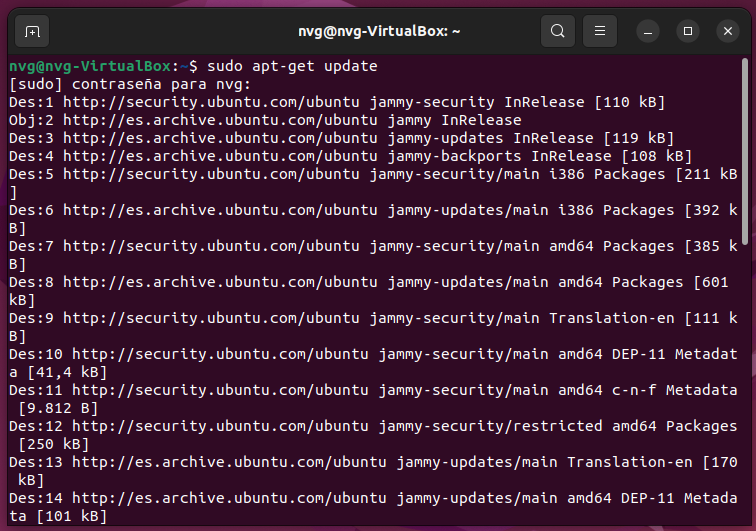 nvg@nvg-VirtualBox: ~
nvg@nvg-VirtualBox:~$ sudo apt-get update
[sudo] contraseña para nvg:
Des:1 http://security.ubuntu.com/ubuntu jammy-security InRelease [110 kB]
Obj:2 http://es.archive.ubuntu.com/ubuntu jammy InRelease
Des:3 http://es.archive.ubuntu.com/ubuntu jammy-updates InRelease [119 kB]
Des:4 http://es.archive.ubuntu.com/ubuntu jammy-backports InRelease [108 kB]
Des:5 http://security.ubuntu.com/ubuntu jammy-security/main i386 Packages [211 kB
]
Des:6 http://es.archive.ubuntu.com/ubuntu jammy-updates/main i386 Packages [392 k
B]
Des:7 http://security.ubuntu.com/ubuntu jammy-security/main amd64 Packages [385 k
B]
Des:8 http://es.archive.ubuntu.com/ubuntu jammy-updates/main amd64 Packages [601
kB]
Des:9 http://security.ubuntu.com/ubuntu jammy-security/main Translation-en [111 k
B]
Des:10 http://security.ubuntu.com/ubuntu jammy-security/main amd64 DEP-11 Metadat
a [41,4 kB]
Des:11 http://security.ubuntu.com/ubuntu jammy-security/main amd64 c-n-f Metadata
 [9.812 B]
Des:12 http://security.ubuntu.com/ubuntu jammy-security/restricted amd64 Packages
 [250 kB]
Des:13 http://es.archive.ubuntu.com/ubuntu jammy-updates/main Translation-en [170
 kB]
Des:14 http://es.archive.ubuntu.com/ubuntu jammy-updates/main amd64 DEP-11 Metada
ta [101 kB]